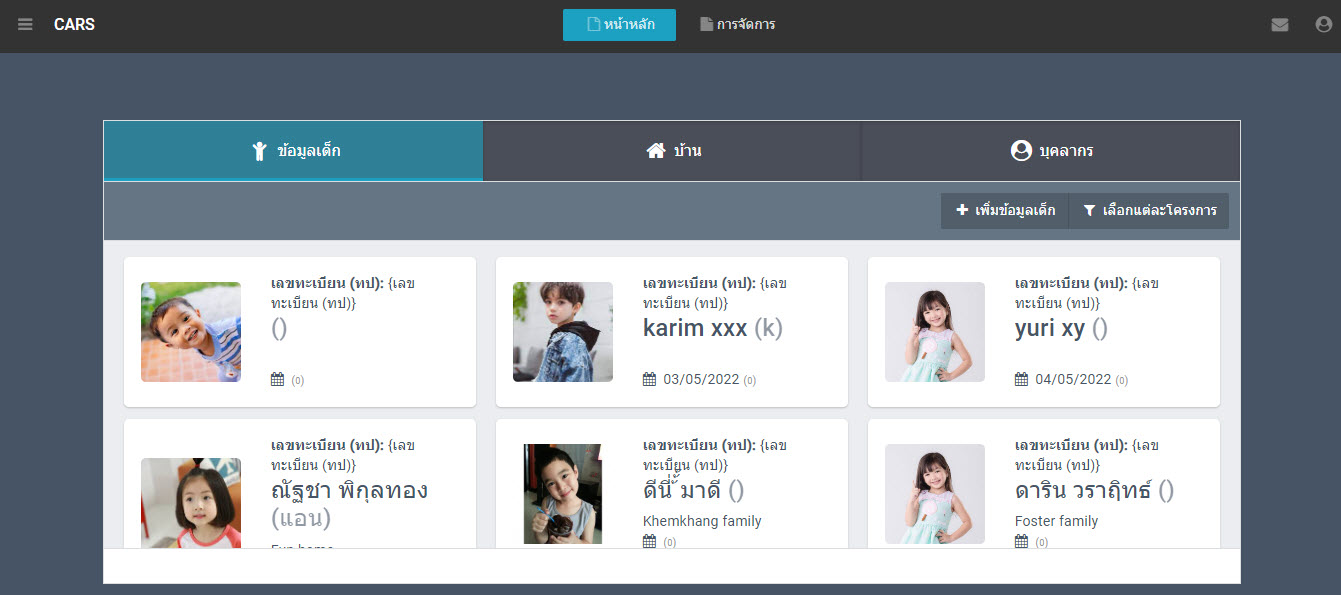 CARS
หน้าหลัก
การจัดการ
ข้อมูลเด็ก
บ้าน
บุคลากร
เพิ่มข้อมูลเด็ก
เลือกแต่ละโครงการ
เลขทะเบียน (ทป): {เลข
ทะเบียน (ทป)}
()
(0)
เลขทะเบียน (ทป): {เลข
ทะเบียน (ทป)}
karim xxx (k)
03/05/2022 (0)
เลขทะเบียน (ทป): {เลข
ทะเบียน (ทป)}
yuri xy ()
04/05/2022 (0)
เลขทะเบียน (ทป): {เลข
ทะเบียน (ทป)}
ณัฐชา พิกุลทอง
(แอน)
เลขทะเบียน (ทป): {เลข
ทะเบียน (ทป)}
ดีนี่ ้มาดี ()
Khemkhang family
(0)
เลขทะเบียน (ทป): {เลข
ทะเบียน (ทป)}
ดาริน วราฤิทธ์ ()
Foster family
(0)